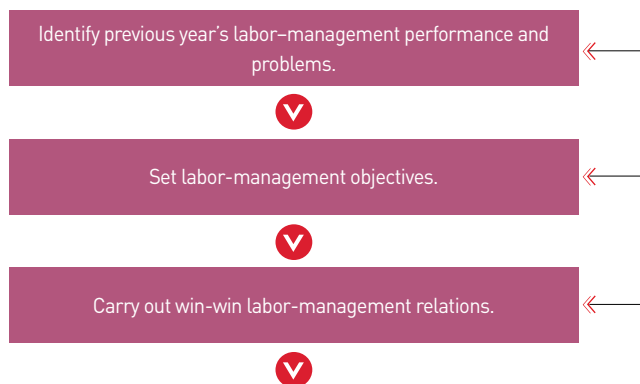 Identify previous year’s labor–management performance and
problems.
Set labor-management objectives.
Carry out win-win labor-management relations.